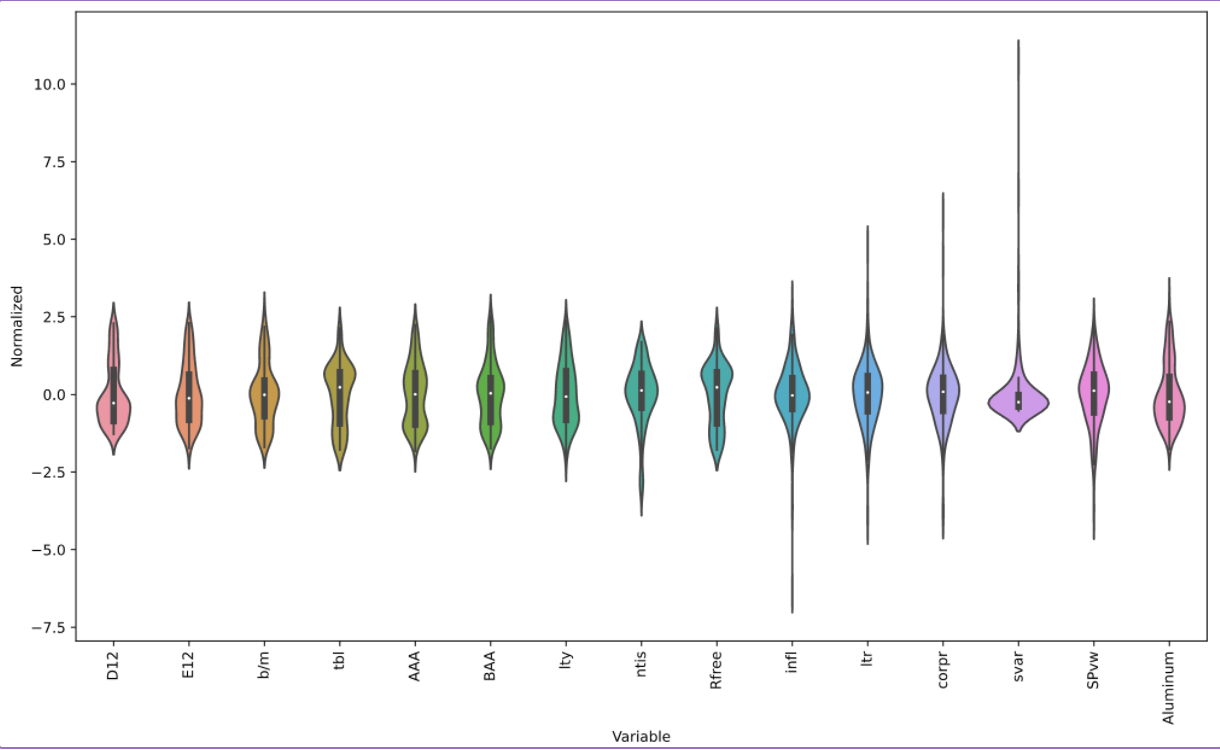 10.0
7.5
5.0
2.5
0.0
−2.5
−5.0
−7.5
Normalized
D12
E12
b/m
tbl
AAA
BAA
lty
ntis
Rfree
infl
ltr
corpr
svar
SPvw
Aluminum
Variable